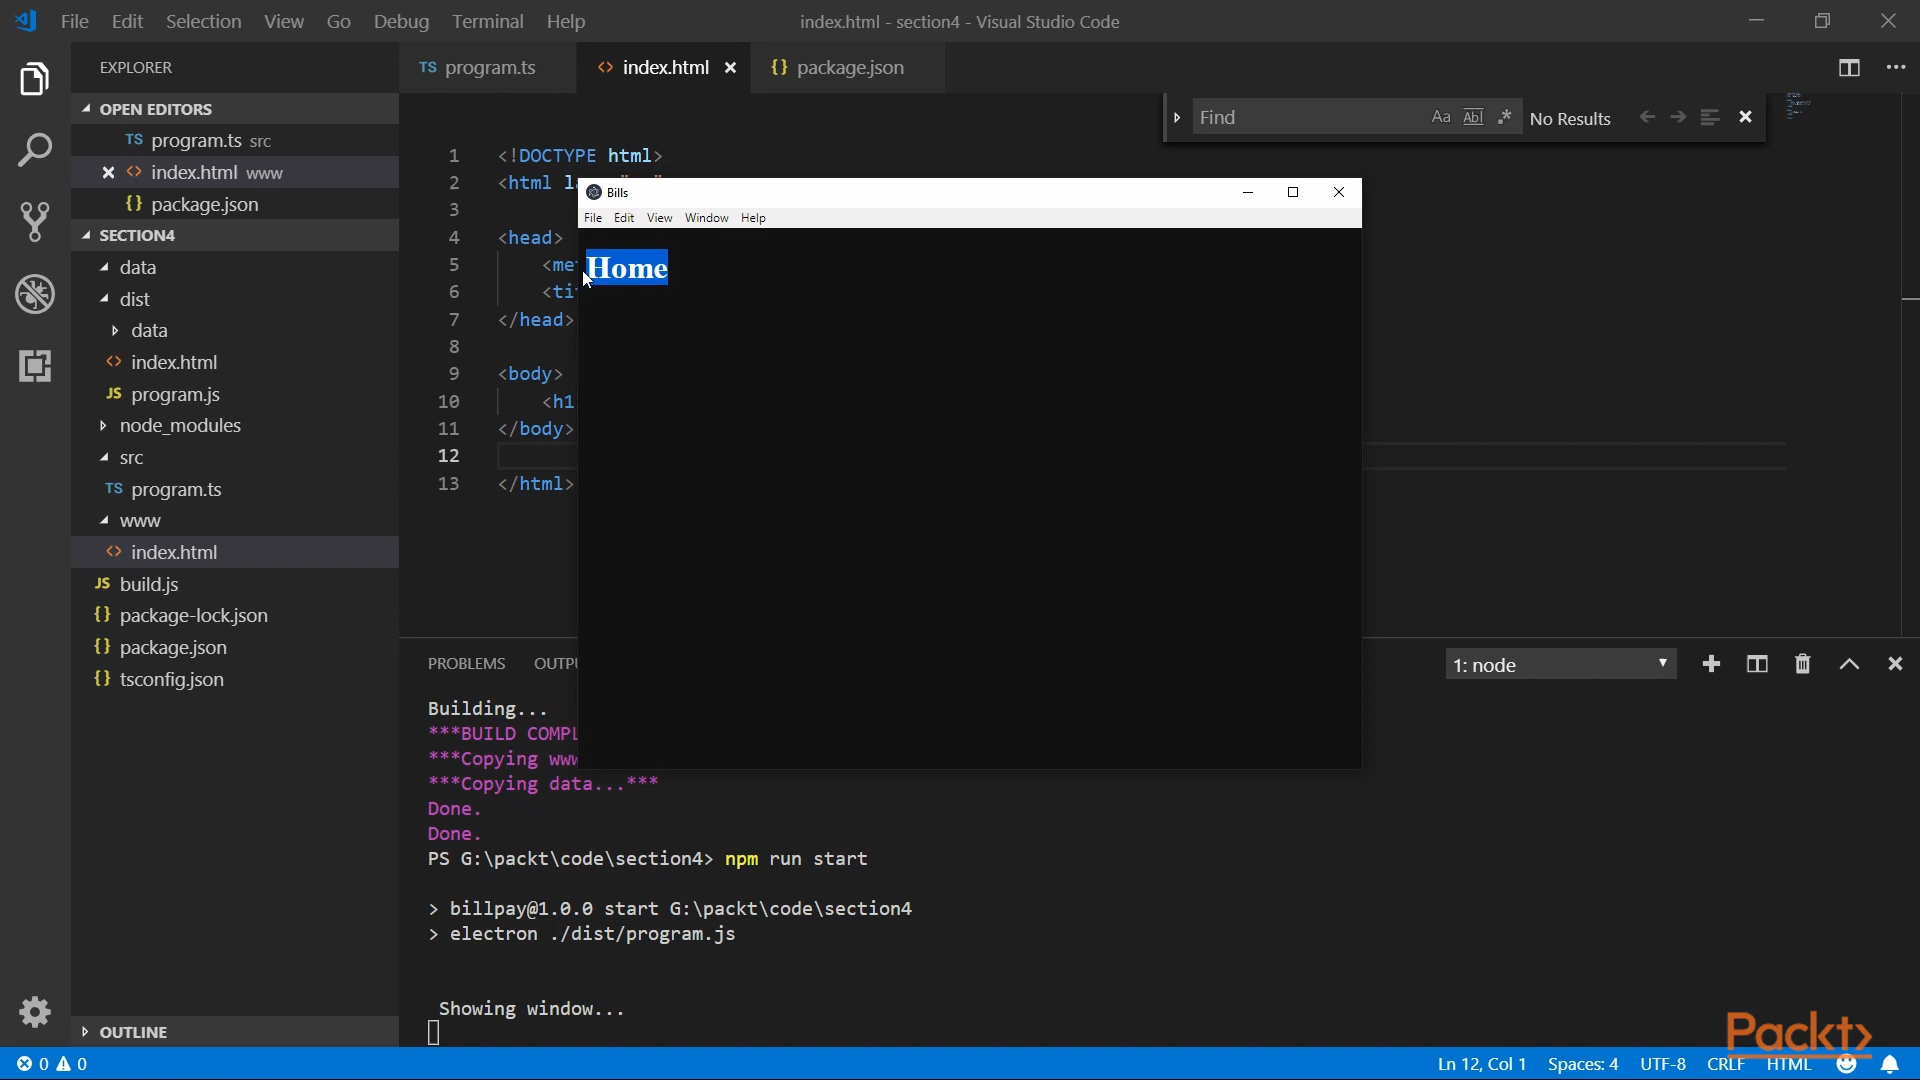 File Edit Selection View Go Debug Terminal Help
index.html - section4 - Visual Studio Code
EXPLORER
OPEN EDITORS
TS program.ts src
index.html www
{} package.json
SECTION4
data
dist
data
<> index.html
JS program.js
node_modules
src
TS program.ts
www
<> index.html
JS build.js
{} package-lock.json
{} package.json
{} tsconfig.json
OUTLINE
TS program.ts
<> index.html
{} package.json
Find
Aa Abl .* No Results
1 <!DOCTYPE html>
2 <html
3
4 <head>
5
6
7 </head>
8
9 <body>
10 <h1
11 </body>
12
13 </html>
Bills
File Edit View Window Help
Home
PROBLEMS
1: node
Building...
***BUILD
***Copying
***Copying data...***
Done.
Done.
PS G:\packt\code\section4> npm run start
> billpay@1.0.0 start G:\packt\code\section4
> electron ./dist/program.js
Showing window...
Packt>
0 0
Ln 12, Col 1 Spaces: 4 UTF-8 CRLF HTML